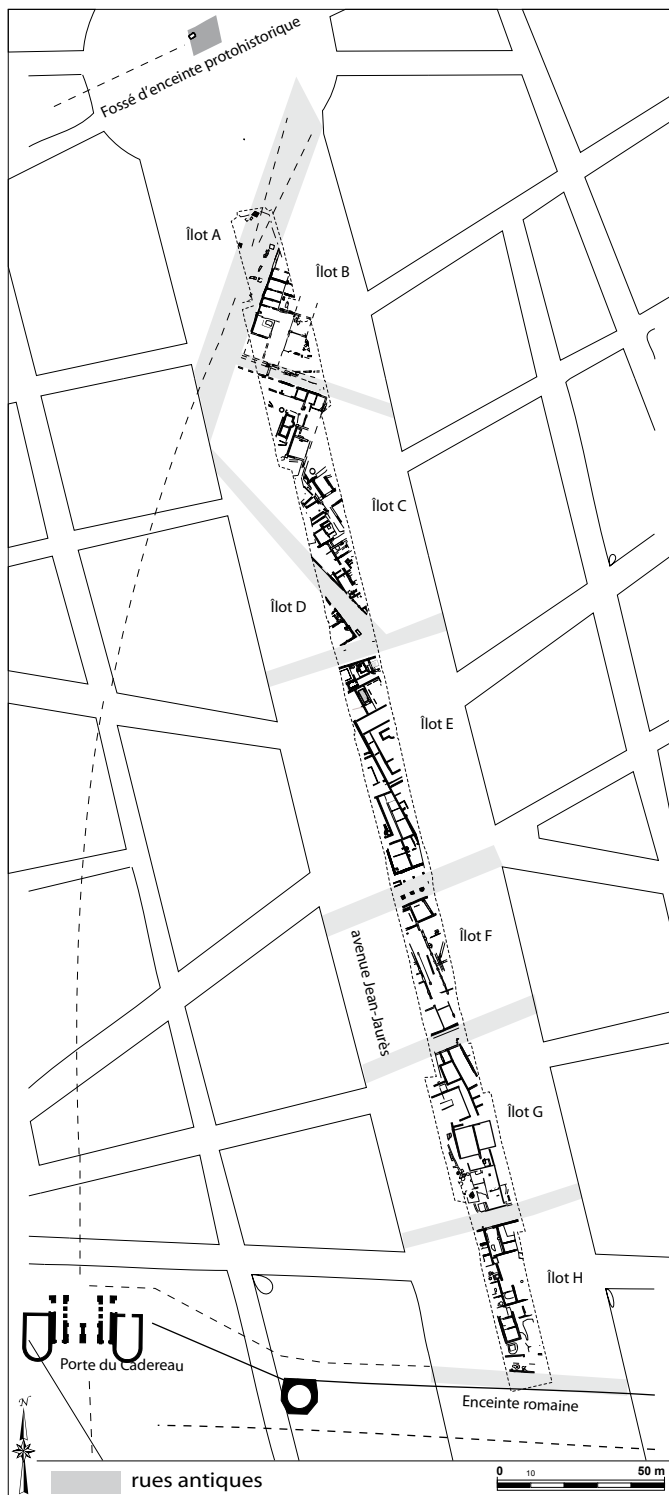 Fossé d'enceinte protohistorique
Îlot A
Îlot B
Îlot C
Îlot D
Îlot E
Îlot F
avenue Jean-Jaurès
Îlot G
Îlot H
Porte du Cadereau
Enceinte romaine
N
rues antiques
0 10 50 m